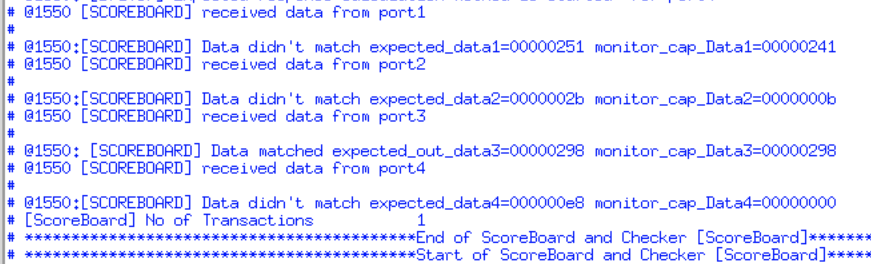 # @1550 [SCOREBOARD] received data from port1
#
# @1550:[SCOREBOARD] Data didn't match expected_data1=00000251 monitor_cap_Data1=00000241
# @1550 [SCOREBOARD] received data from port2
#
# @1550:[SCOREBOARD] Data didn't match expected_data2=0000002b monitor_cap_Data2=0000000b
# @1550 [SCOREBOARD] received data from port3
#
# @1550: [SCOREBOARD] Data matched expected_out_data3=00000298 monitor_cap_Data3=00000298
# @1550 [SCOREBOARD] received data from port4
#
# @1550:[SCOREBOARD] Data didn't match expected_data4=000000e8 monitor_cap_Data4=00000000
# [ScoreBoard] No of Transactions 1
# ******************************************End of ScoreBoard and Checker [ScoreBoard]*******
# ******************************************Start of ScoreBoard and Checker [ScoreBoard]*****